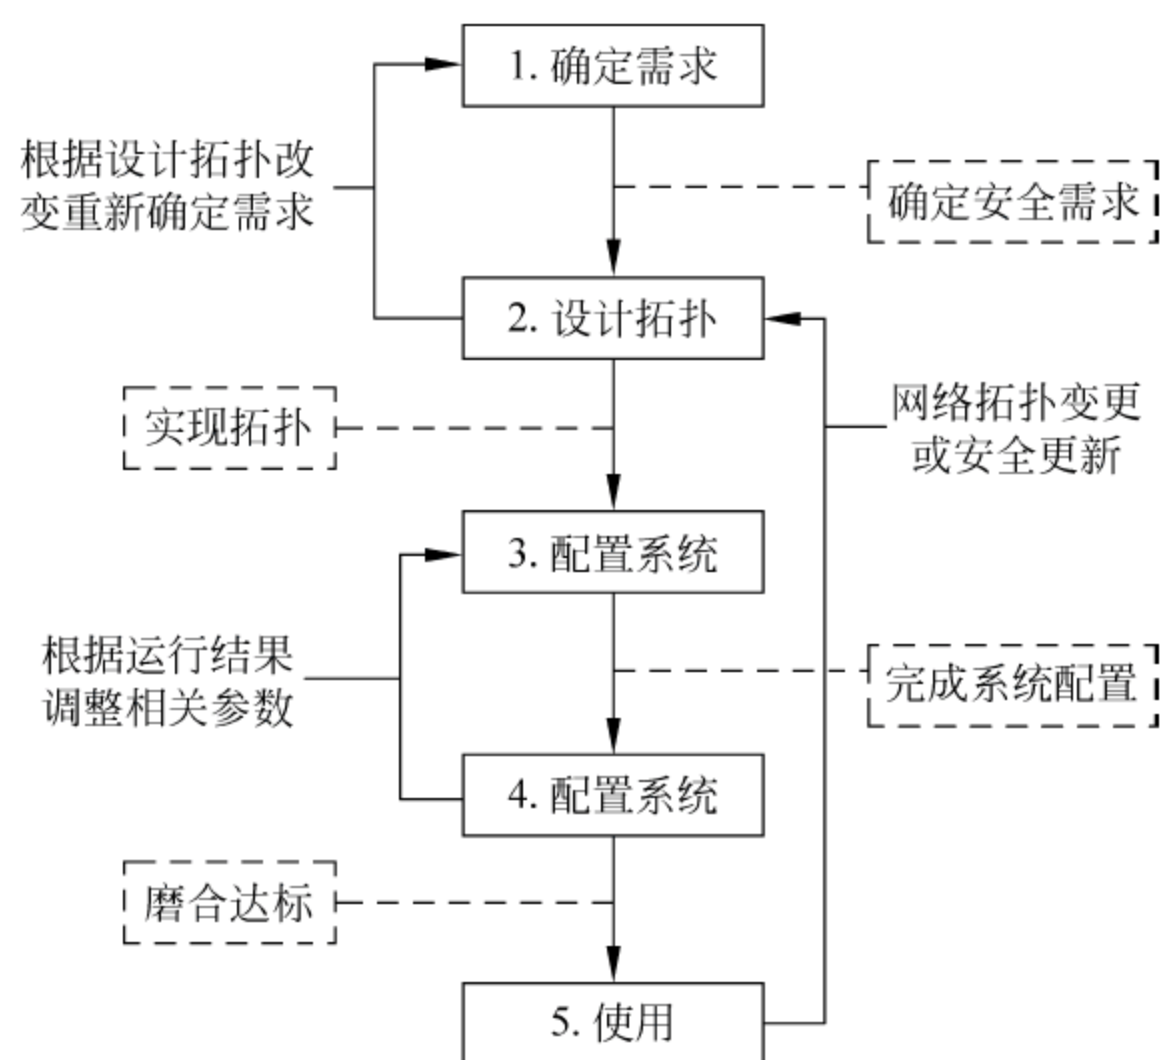 1. 确定需求
根据设计拓扑改
变重新确定需求
确定安全需求
2. 设计拓扑
实现拓扑
网络拓扑变更
或安全更新
3. 配置系统
根据运行结果
调整相关参数
完成系统配置
4. 配置系统
磨合达标
5. 使用